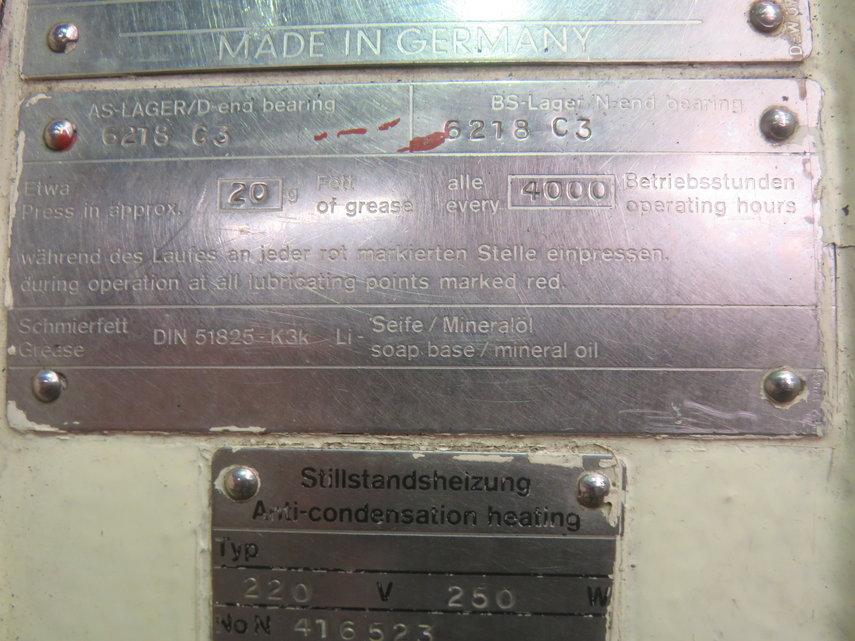 MADE IN GERMANY
AS-LAGER/D-end bearing BS-Lager/N-end bearing
6218 C3 6218 C3
Etwa 20 g Fett alle 4000 Betriebsstunden
Press in approx. of grease every operating hours
während des Laufes an jeder rot markierten Stelle einpressen.
during operation at all lubricating points marked red.
Schmierfett DIN 51825-K3k Li- Seife / Mineralöl
Grease soap base / mineral oil
Stillstandsheizung
Anti-condensation heating
Typ
220 V 250 W
No N 416523